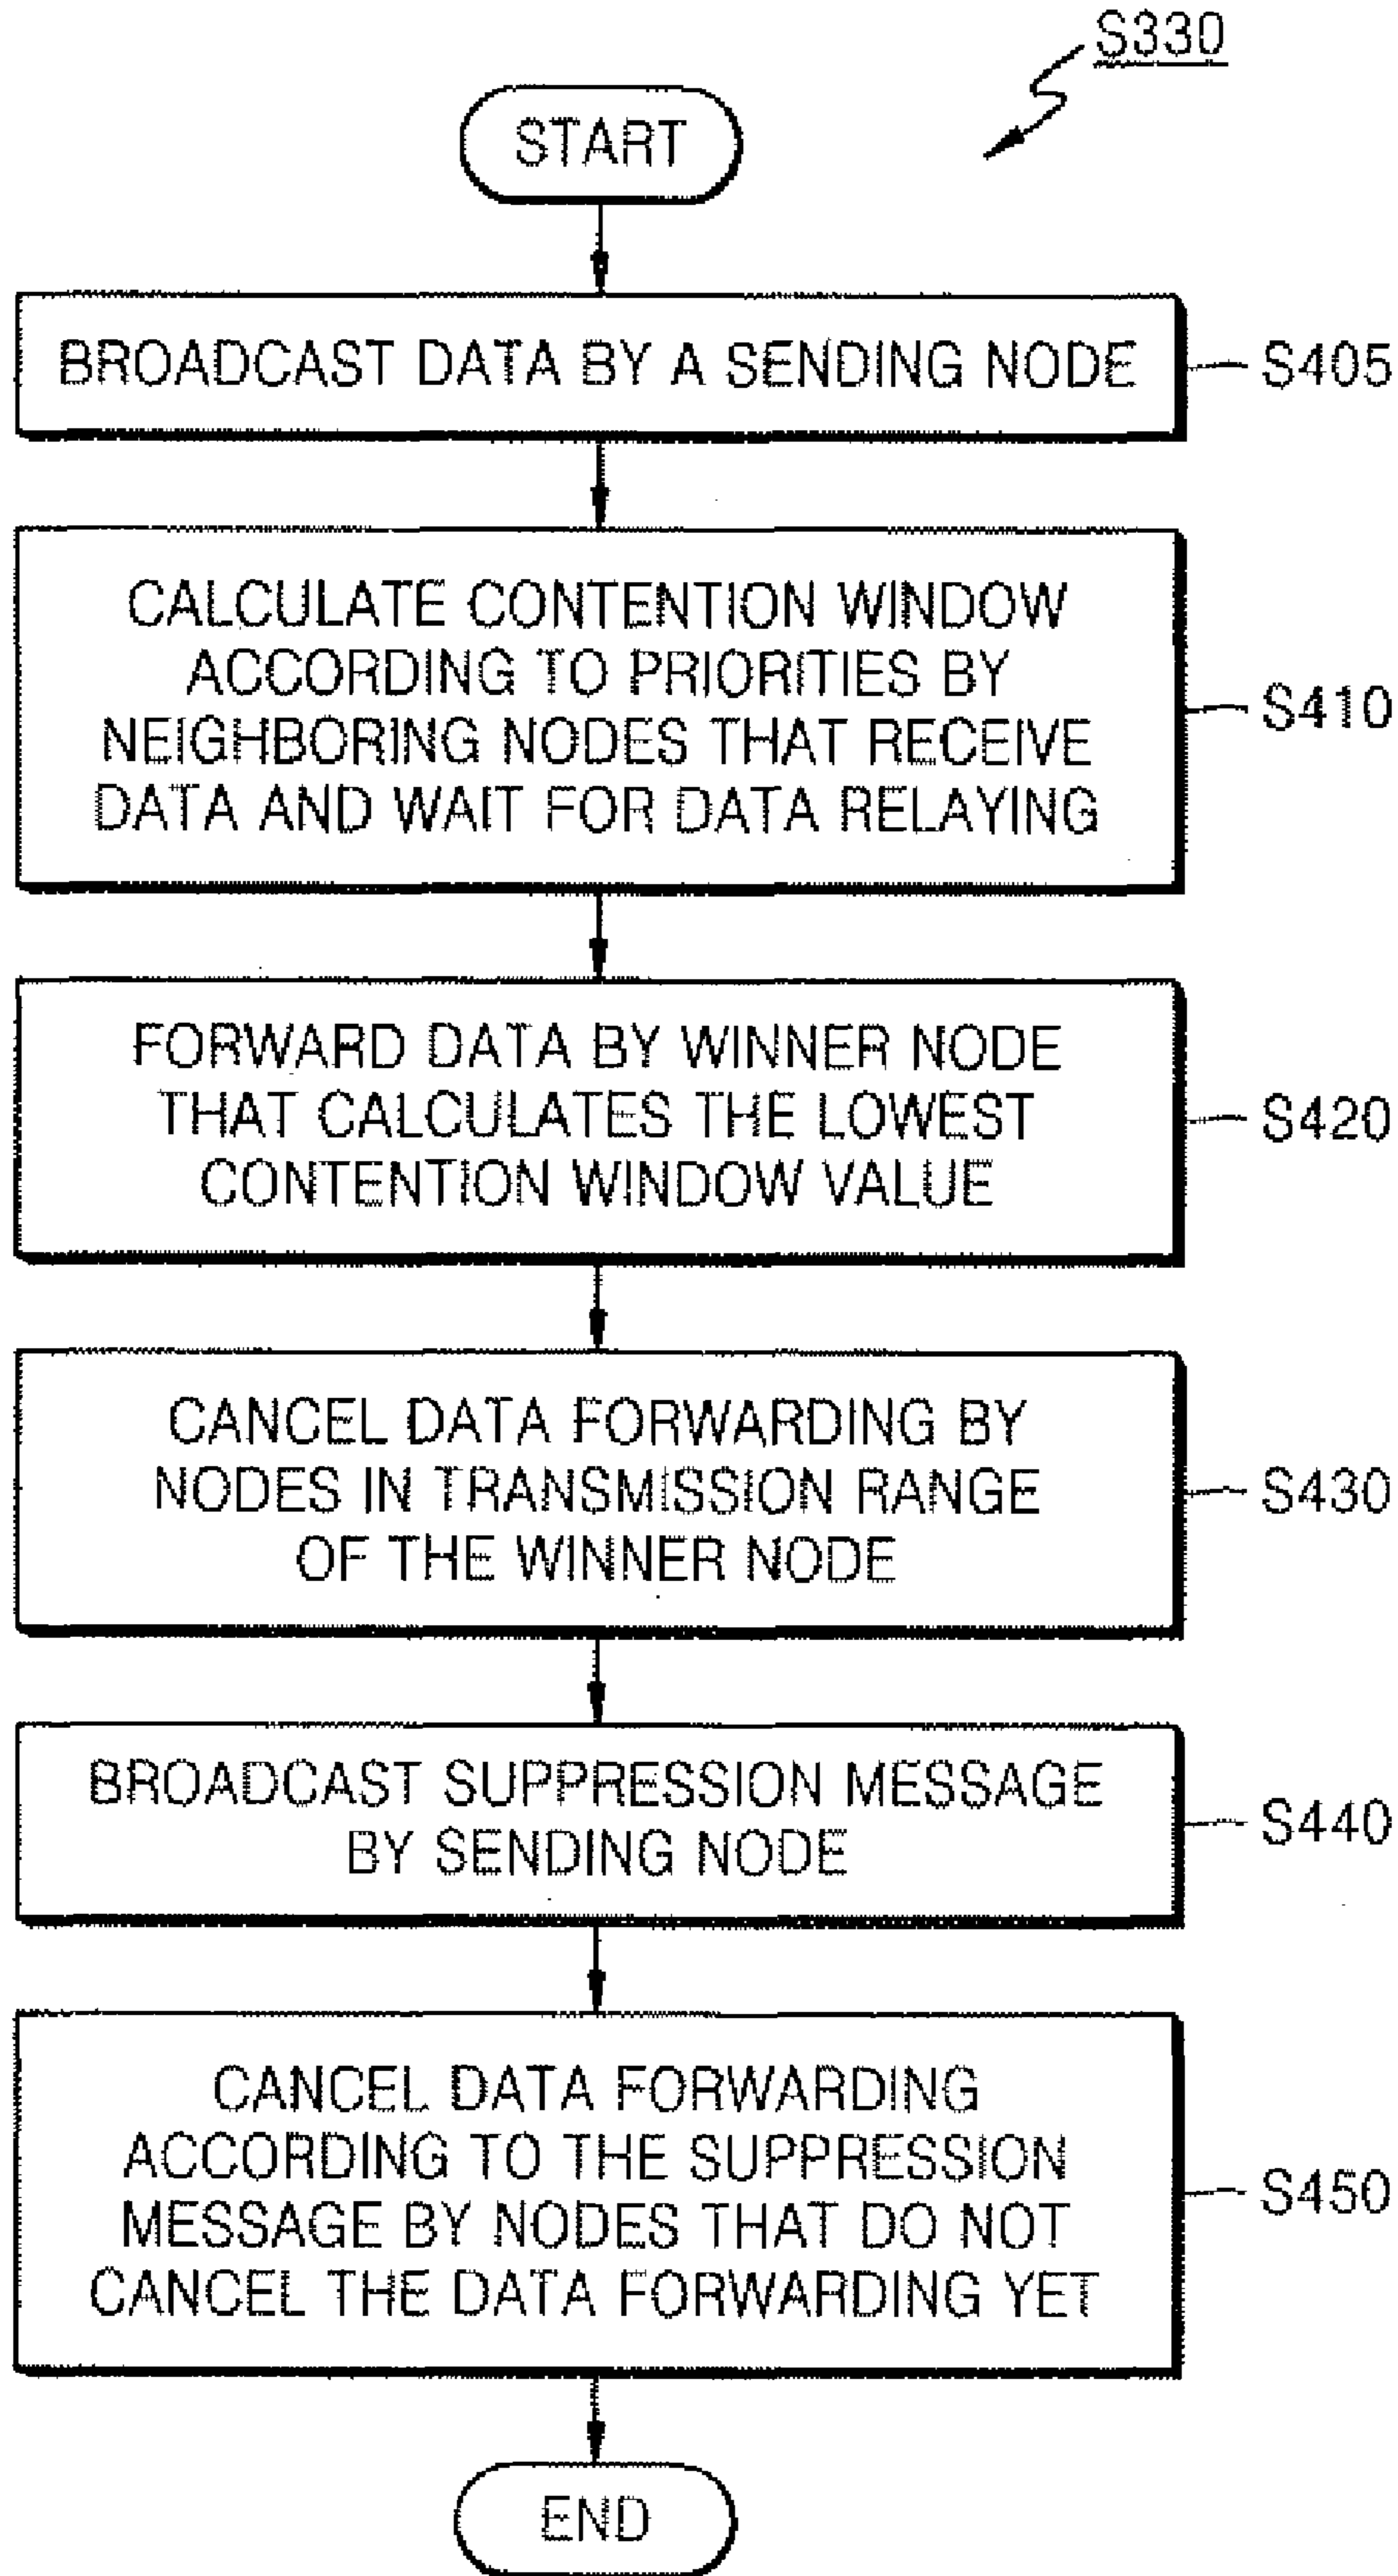 S330
START
BROADCAST DATA BY A SENDING NODE
S405
CALCULATE CONTENTION WINDOW
ACCORDING TO PRIORITIES BY
NEIGHBORING NODES THAT RECEIVE
DATA AND WAIT FOR DATA RELAYING
S410
FORWARD DATA BY WINNER NODE
THAT CALCULATES THE LOWEST
CONTENTION WINDOW VALUE
S420
CANCEL DATA FORWARDING BY
NODES IN TRANSMISSION RANGE
OF THE WINNER NODE
S430
BROADCAST SUPPRESSION MESSAGE
BY SENDING NODE
S440
CANCEL DATA FORWARDING
ACCORDING TO THE SUPPRESSION
MESSAGE BY NODES THAT DO NOT
CANCEL THE DATA FORWARDING YET
S450
END